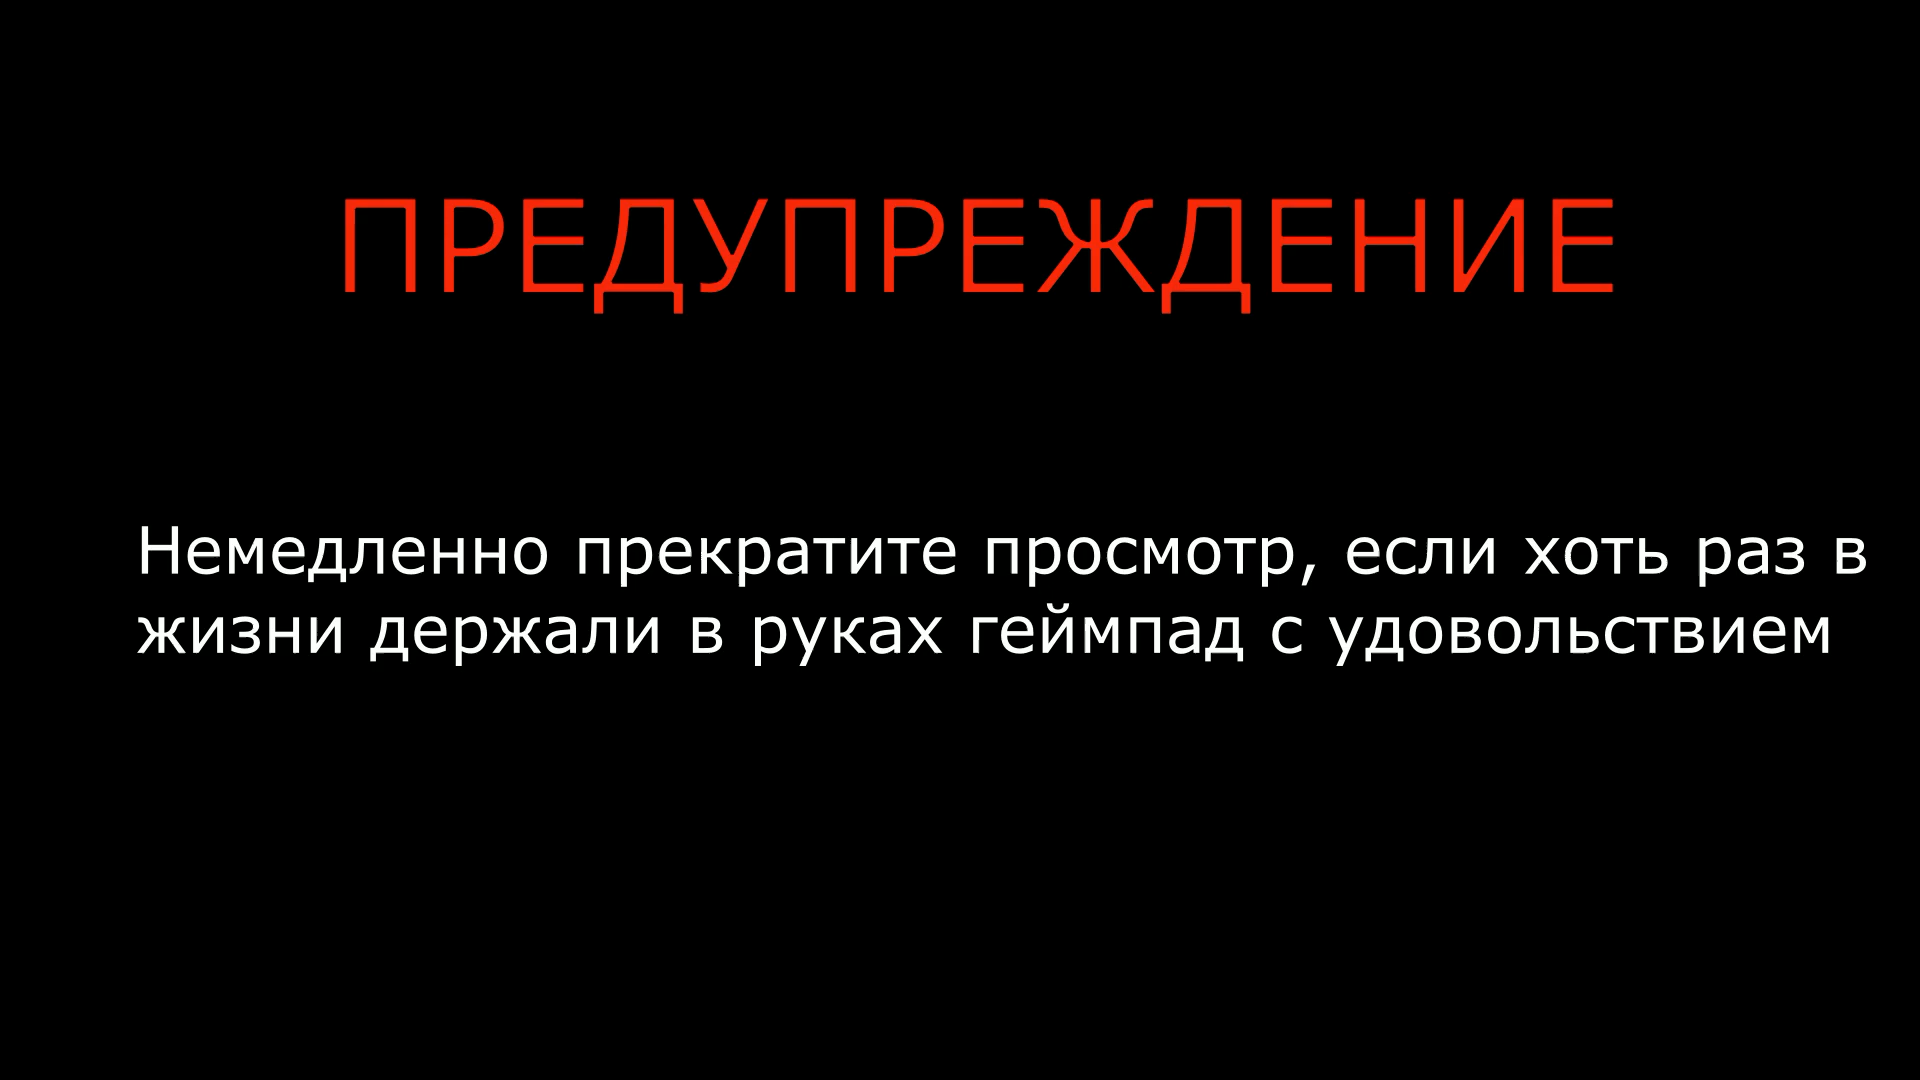 ПРЕДУПРЕЖДЕНИЕ
Немедленно прекратите просмотр, если хоть раз в
жизни держали в руках геймпад с удовольствием